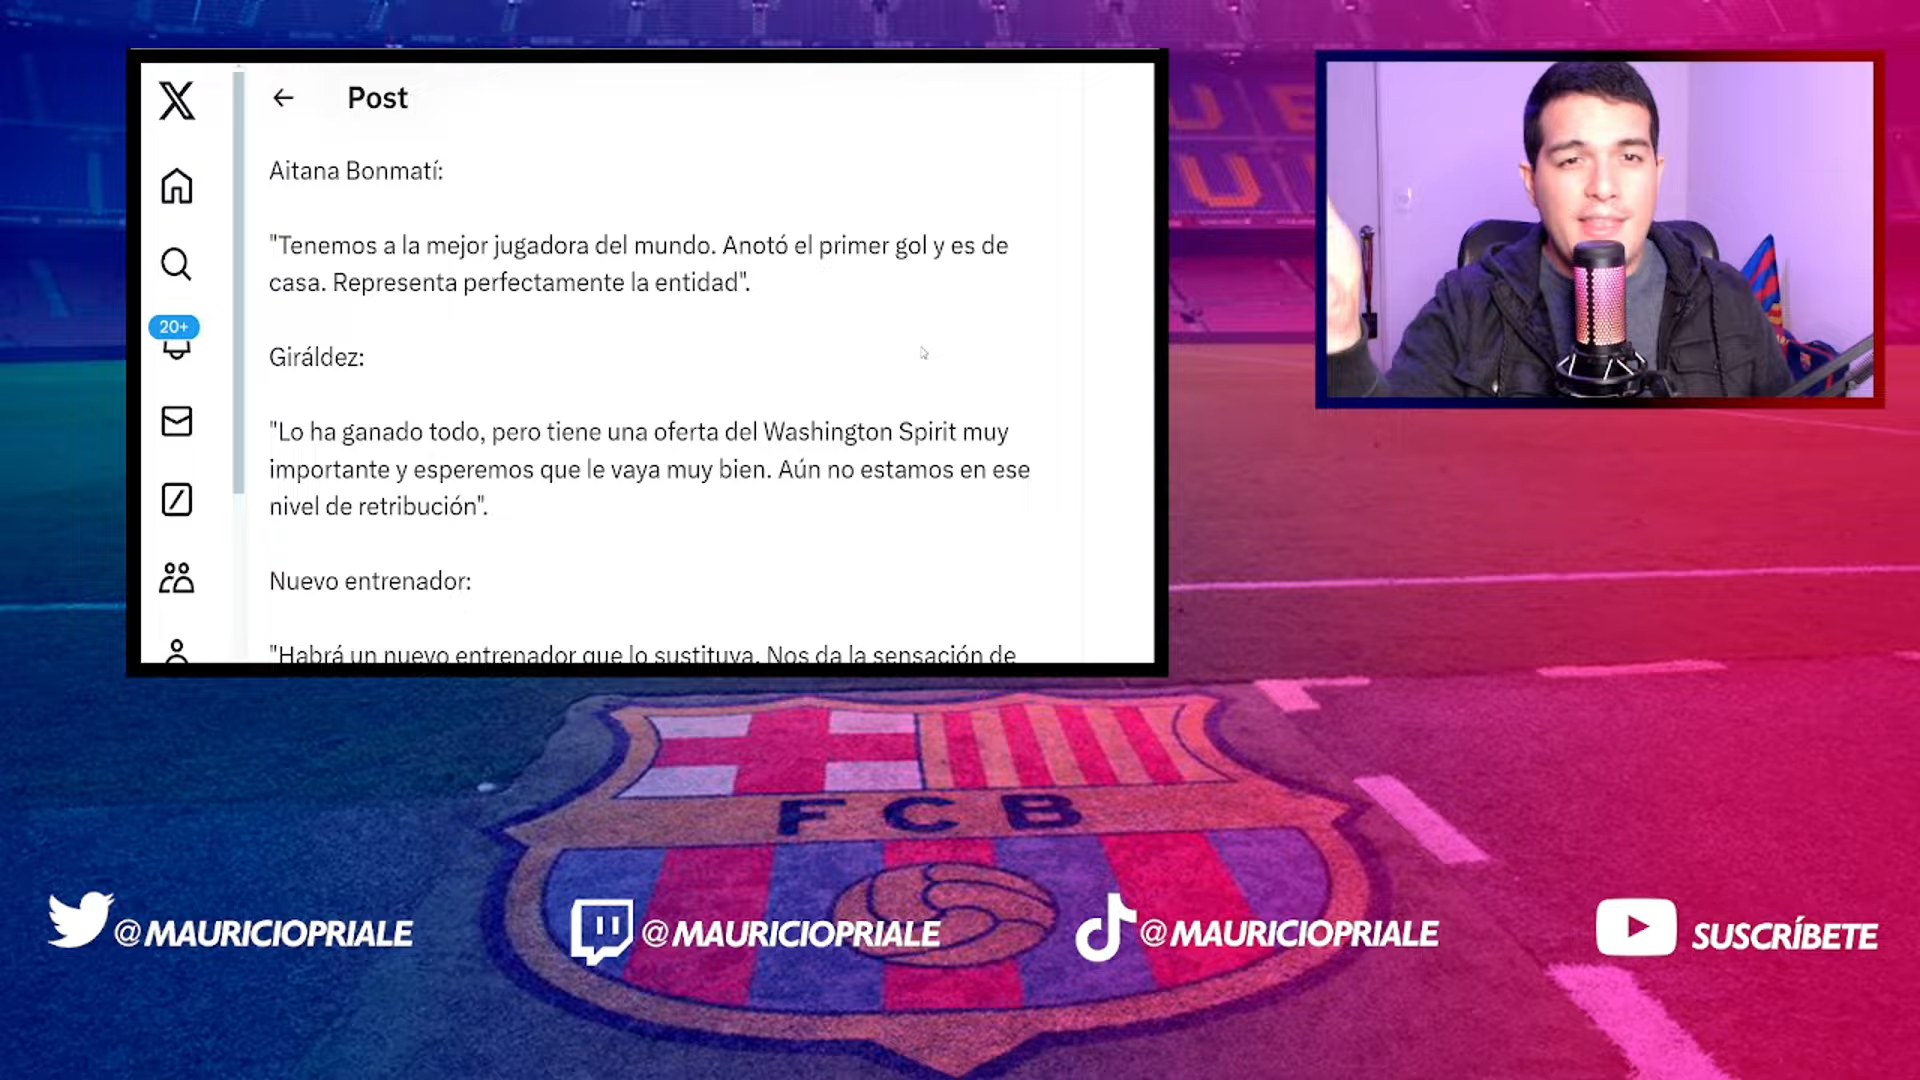 Post
Aitana Bonmatí:
"Tenemos a la mejor jugadora del mundo. Anotó el primer gol y es de
casa. Representa perfectamente la entidad".
Giráldez:
20+
"Lo ha ganado todo, pero tiene una oferta del Washington Spirit muy
importante y esperemos que le vaya muy bien. Aún no estamos en ese
nivel de retribución".
Nuevo entrenador:
"Habrá un nuevo entrenador que lo sustituya. Nos da la sensación de
FCB
@MAURICIOPRIALE
@MAURICIOPRIALE
@MAURICIOPRIALE
SUSCRÍBETE